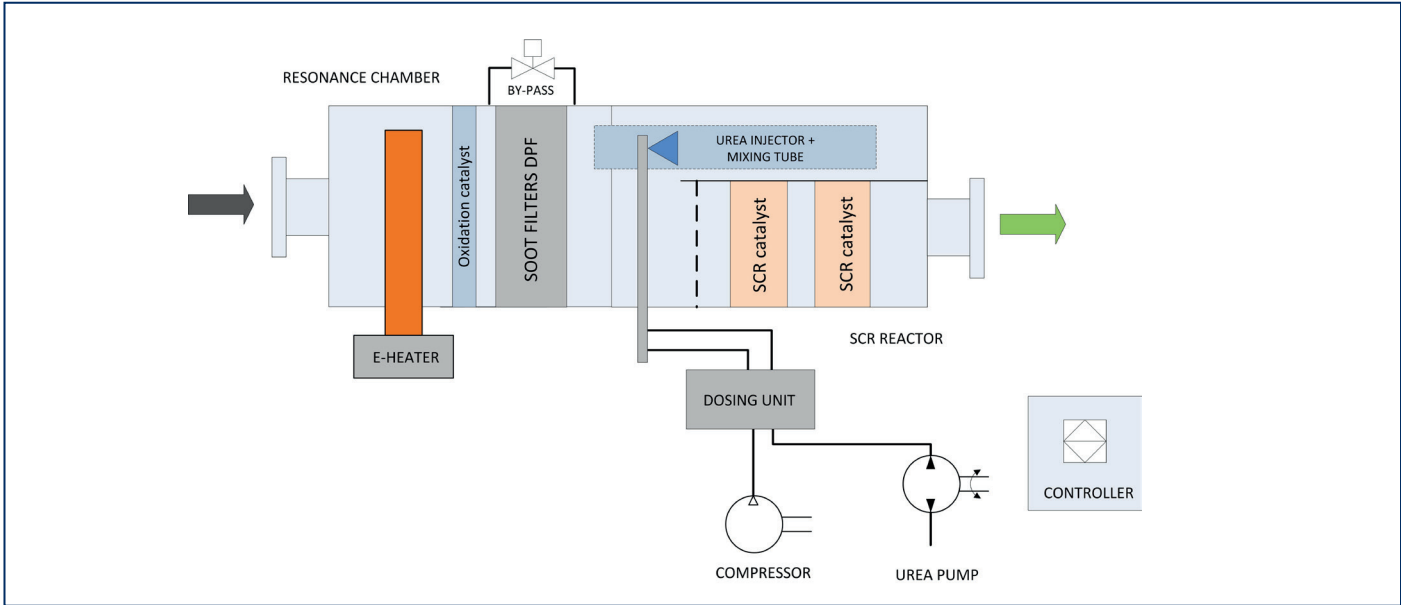 RESONANCE CHAMBER
BY-PASS
Oxidation catalyst
SOOT FILTERS DPF
UREA INJECTOR +
MIXING TUBE
SCR catalyst
SCR catalyst
E-HEATER
SCR REACTOR
DOSING UNIT
CONTROLLER
COMPRESSOR
UREA PUMP